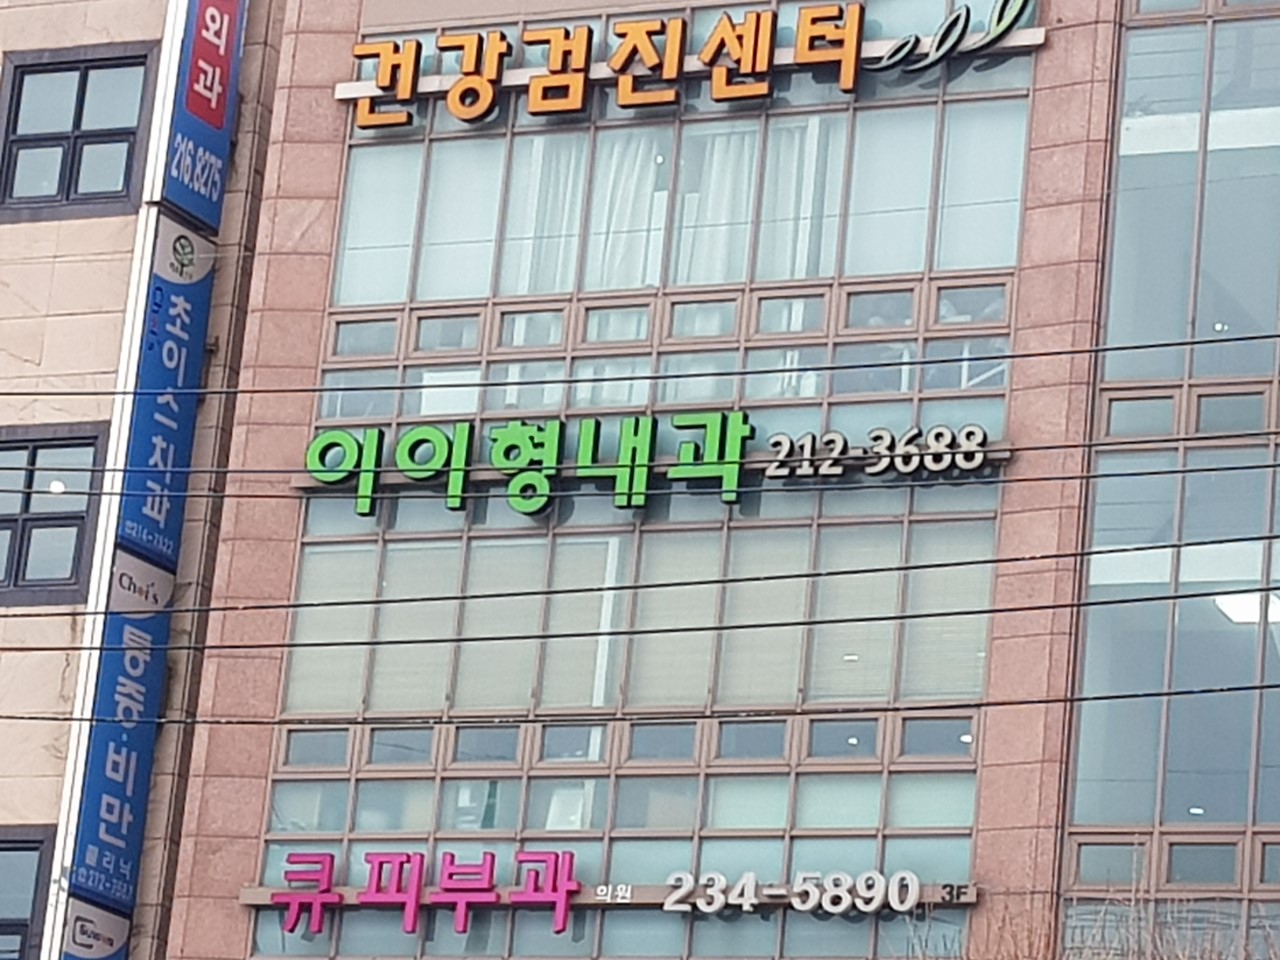 건강검진센터
이이형내과 212-3688
큐피부과 의원 234-5890 3F
외과
216.8275
초이스치과
Choi's
통증·비만
클리닉